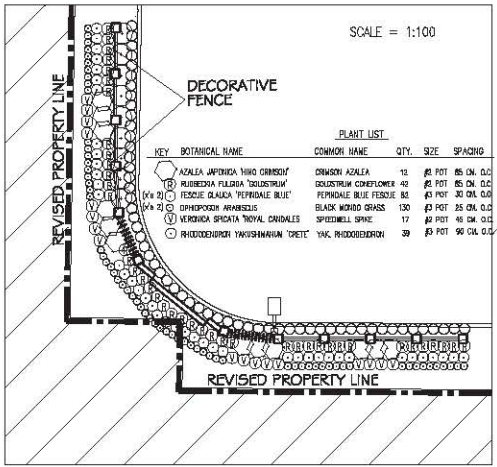 SCALE = 1:100
DECORATIVE
FENCE
REVISED PROPERTY LINE
PLANT LIST
KEY BOTANICAL NAME COMMON NAME QTY. SIZE SPACING
AZALEA JAPONICA 'HINO CRIMSON' CRIMSON AZALEA 12 #2 POT 65 CM. O.C
R RUDBECKIA FULGIDA 'GOLDSTRUM' GOLDSTRUM CONEFLOWER 42 #2 POT 65 CM. O.C
(x's 2) FESCUE GLAUCA 'PEPINDALE BLUE' PEPINDALE BLUE FESCUE 82 #3 POT 30 CM. O.C
(x's 2) OPHIOPOGON ARABISCUS BLACK MONDO GRASS 130 #3 POT 25 CM. O.C
V VERONICA SPICATA 'ROYAL CANDALES SPEEDWELL SPIKE 17 #2 POT 45 CM. O.C
RHODODENDRON YAKUSHIMANUM 'CRETE' YAK. RHODODENDRON 39 #3 POT 90 CM. O.C.
REVISED PROPERTY LINE